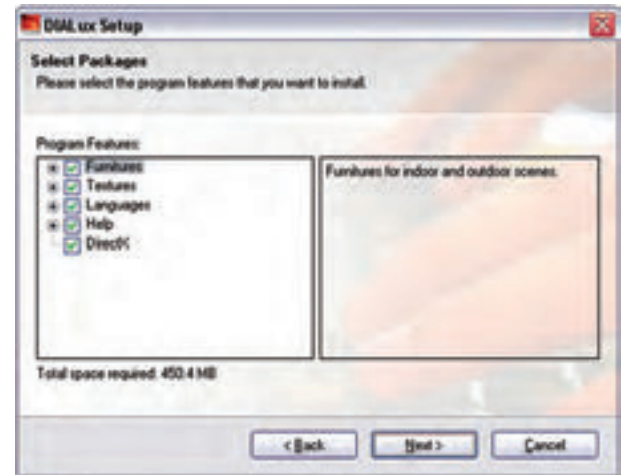 DIALux Setup
Select Packages
Please select the program features that you want to install.
Program Features:
Furnitures
Textures
Languages
Help
DirectX
Furnitures for indoor and outdoor scenes.
Total space required: 450.4 MB
< Back
Next >
Cancel